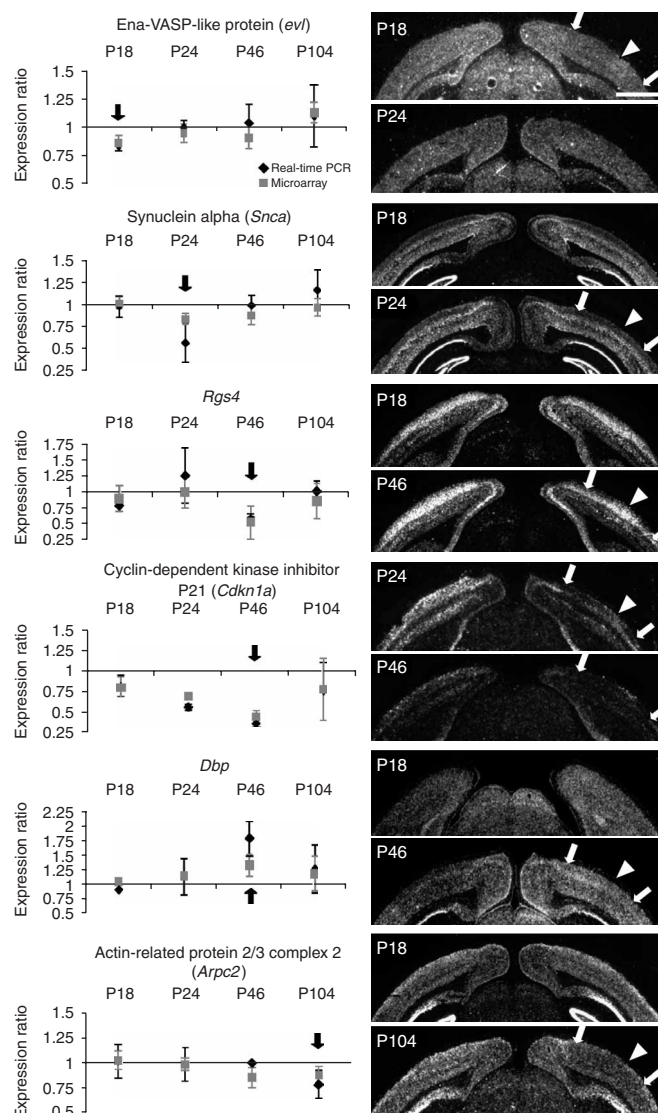 Ena-VASP-like protein (evl)
P18 P24 P46 P104
Expression ratio
1.5
1.25
1
0.75
0.5
Real-time PCR
Microarray
P18
P24
Synuclein alpha (Snca)
P18 P24 P46 P104
Expression ratio
1.5
1.25
1
0.75
0.5
0.25
P18
P24
Rgs4
P18 P24 P46 P104
Expression ratio
1.75
1.5
1.25
1
0.75
0.5
0.25
P18
P46
Cyclin-dependent kinase inhibitor
P21 (Cdkn1a)
P18 P24 P46 P104
Expression ratio
1.5
1.25
1
0.75
0.5
0.25
P24
P46
Dbp
P18 P24 P46 P104
Expression ratio
2.25
2
1.75
1.5
1.25
1
0.75
0.5
P18
P46
Actin-related protein 2/3 complex 2
(Arpc2)
P18 P24 P46 P104
Expression ratio
1.5
1.25
1
0.75
0.5
P18
P104